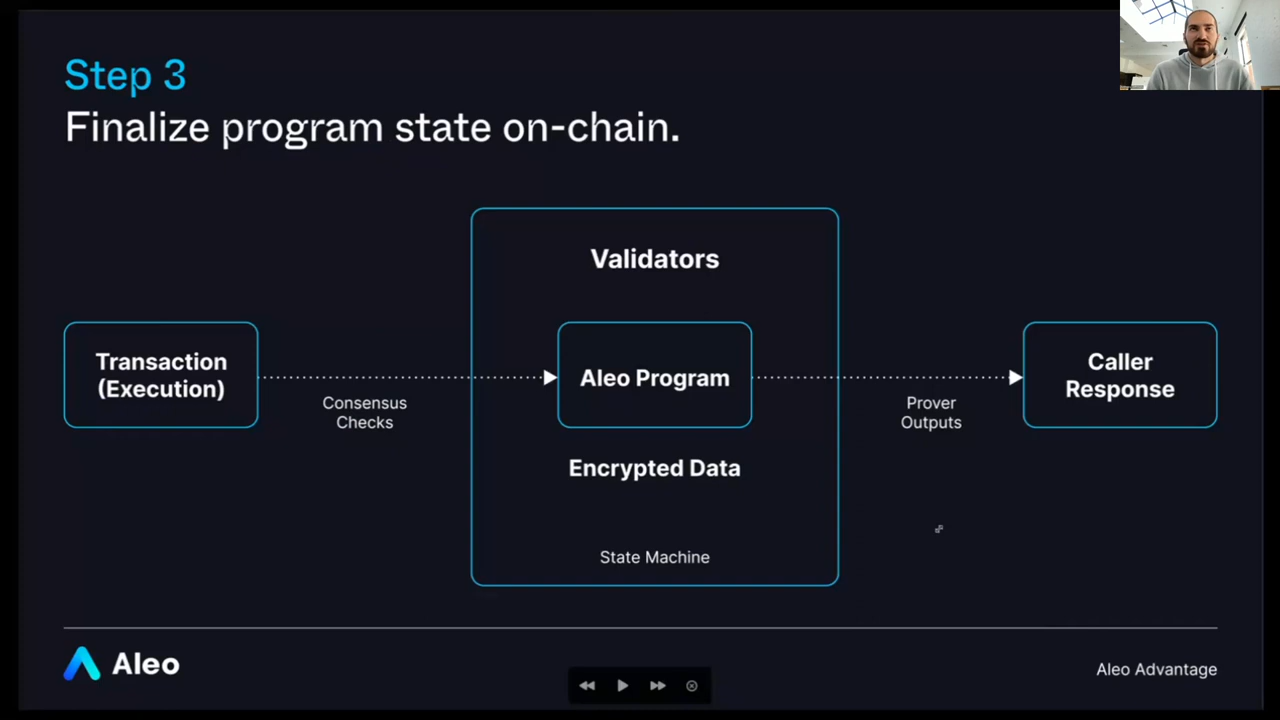 Step 3
Finalize program state on-chain.
Validators
Transaction
(Execution)
Consensus
Checks
Aleo Program
Prover
Outputs
Caller
Response
Encrypted Data
State Machine
Aleo
Aleo Advantage